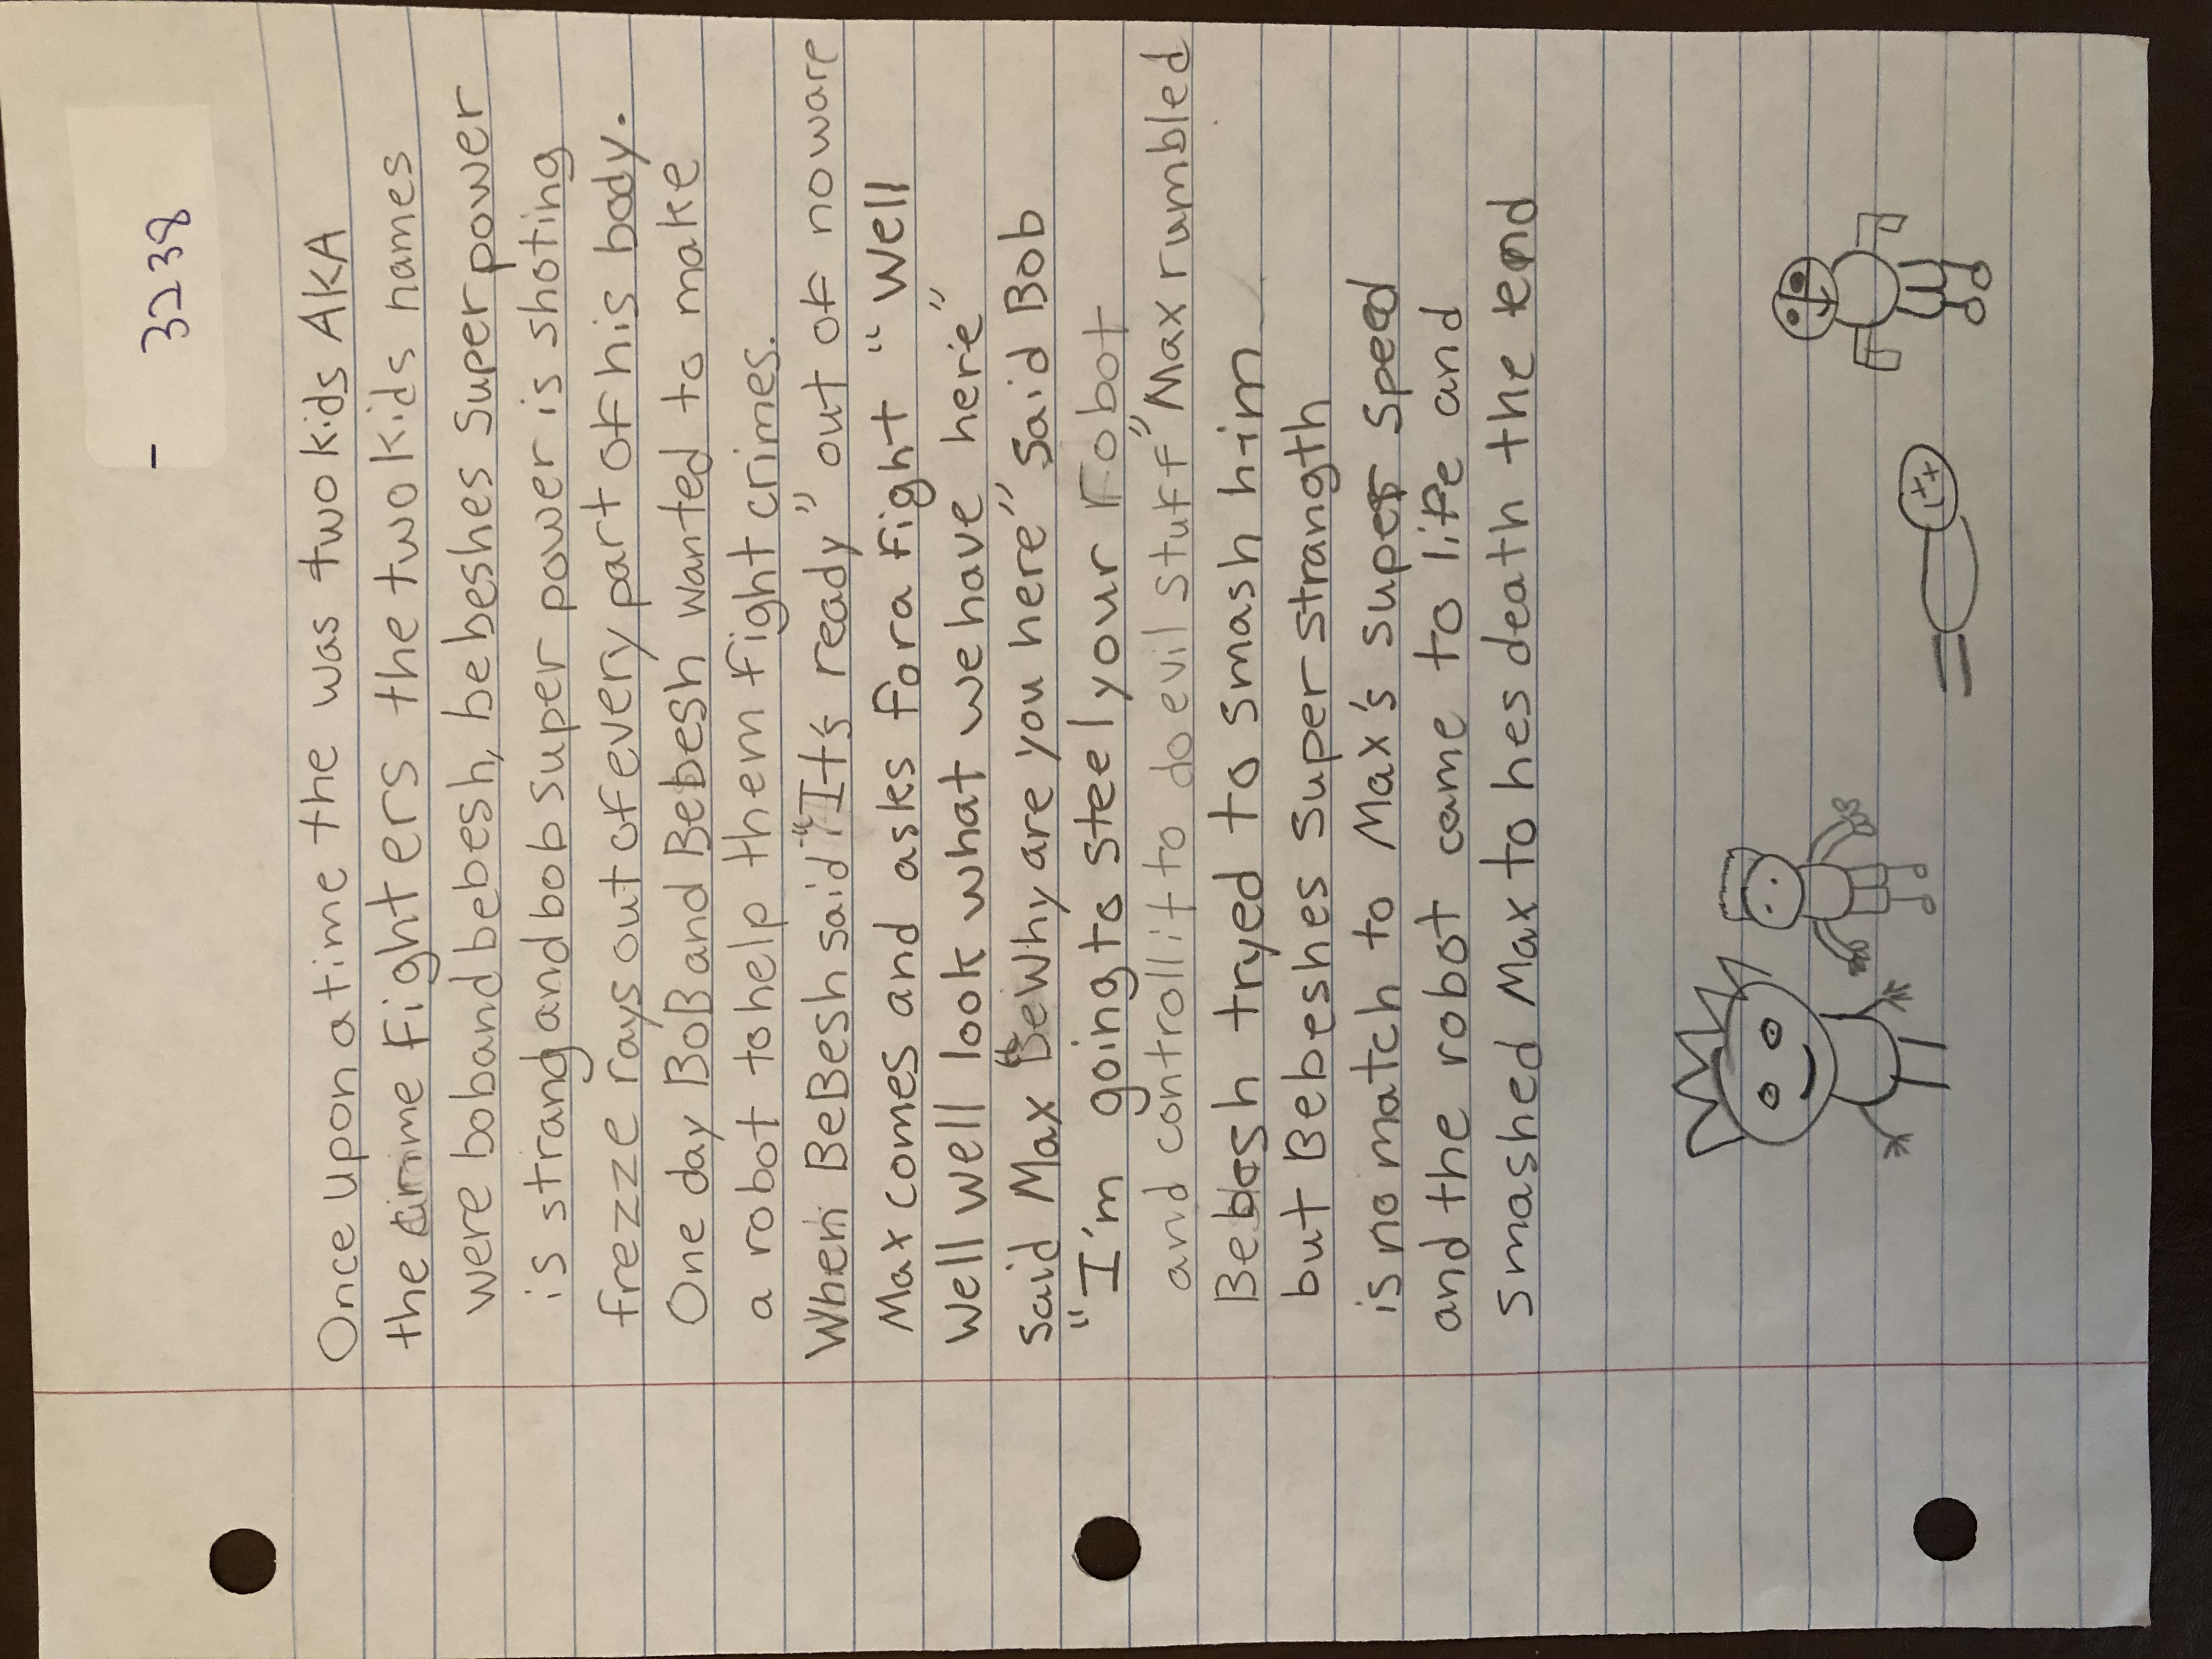 - 3238
Once upon a time the was two kids AKA
the crime fighters the two kids names
were bob and bebesh, bebeshes super power
is strang and bob super power is shoting
frezze rays out of every part of his body.
One day BoB and Bebesh wanted to make
a robot to help them fight crimes.
When BeBesh said "It's ready" out of noware
Max comes and asks for a fight "Well
Well well look what we have here"
said Max "Be Why are you here" said Bob
"I'm going to steel your robot
and controll it to do evil stuff" Max rumbled
Bebesh tryed to smash him
but Bebeshes super strangth
is no match to Max's super speed
and the robot came to life and
smashed Max to hes death the end